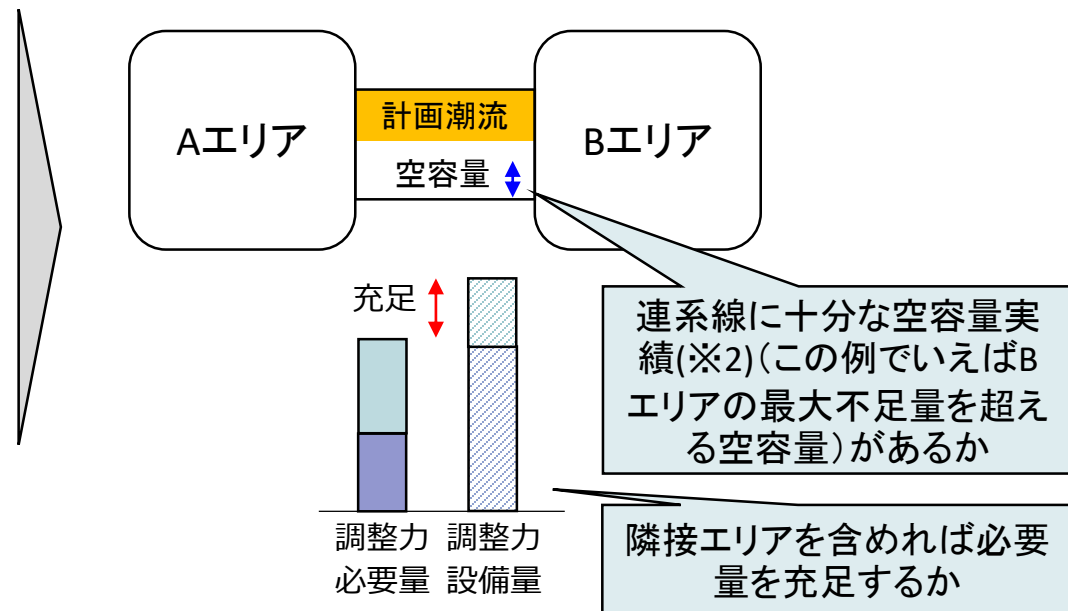 Aエリア
計画潮流
空容量
Bエリア
充足
調整力
必要量
調整力
設備量
連系線に十分な空容量実
績(※2)(この例でいえばB
エリアの最大不足量を超え
る空容量)があるか
隣接エリアを含めれば必要
量を充足するか